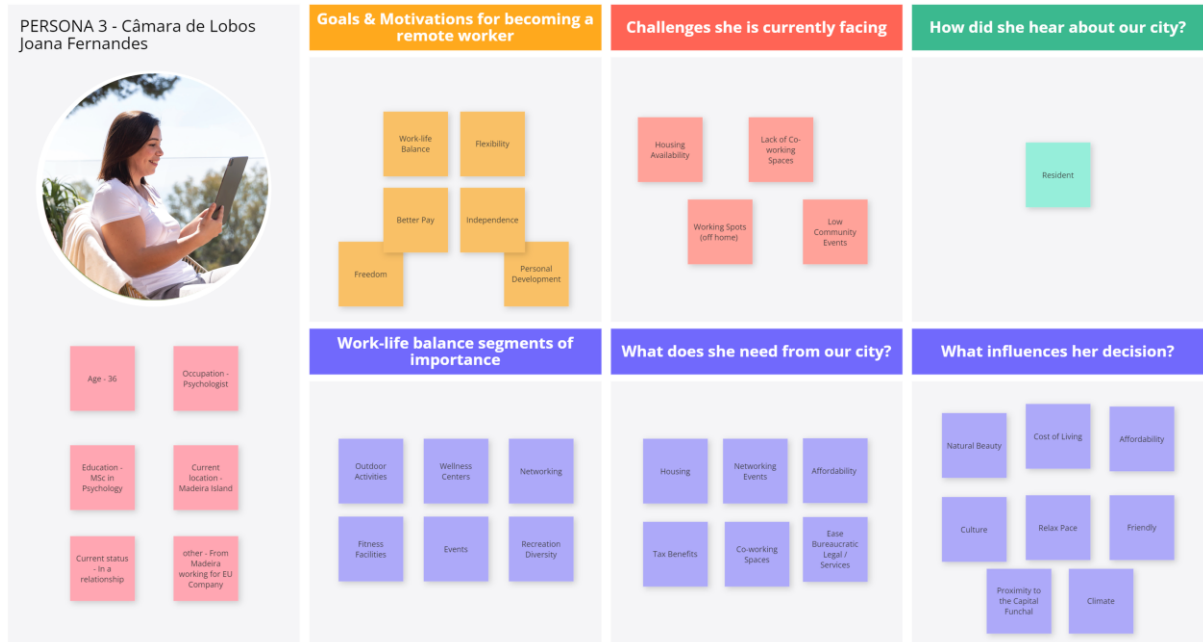 PERSONA 3 - Câmara de Lobos
Joana Fernandes
Age - 36
Occupation -
Psychologist
Education -
MSc in
Psychology
Current
location -
Madeira Island
Current status
- In a
relationship
other - From
Madeira
working for EU
Company
Goals & Motivations for becoming a
remote worker
Work-life
Balance
Flexibility
Better Pay
Independence
Freedom
Personal
Development
Challenges she is currently facing
Housing
Availability
Lack of Co-
working
Spaces
Working Spots
(off home)
Low
Community
Events
How did she hear about our city?
Resident
Work-life balance segments of
importance
Outdoor
Activities
Wellness
Centers
Networking
Fitness
Facilities
Events
Recreation
Diversity
What does she need from our city?
Housing
Networking
Events
Affordability
Tax Benefits
Co-working
Spaces
Ease
Bureaucratic
Legal /
Services
What influences her decision?
Natural Beauty
Cost of Living
Affordability
Culture
Relax Pace
Friendly
Proximity to
the Capital
Funchal
Climate